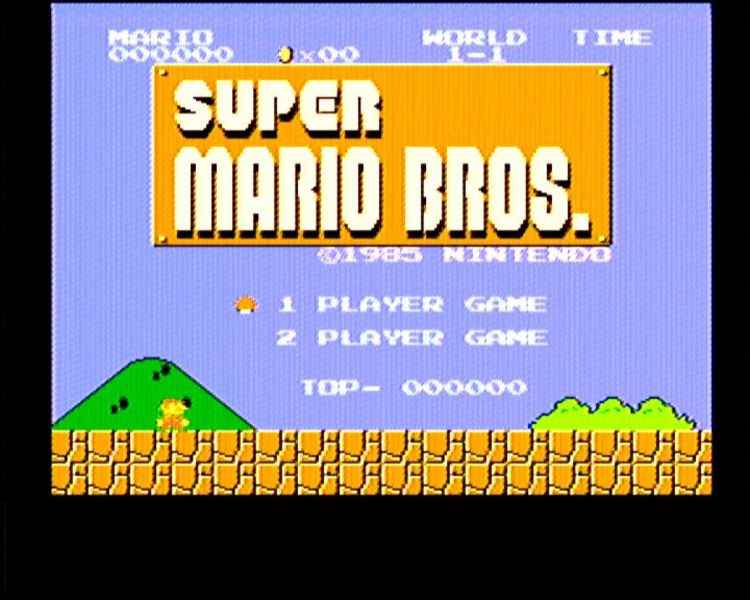 MARIO WORLD TIME
000000 ×00 1-1
SUPER
MARIO BROS.
©1985 NINTENDO
1 PLAYER GAME
2 PLAYER GAME
TOP- 000000